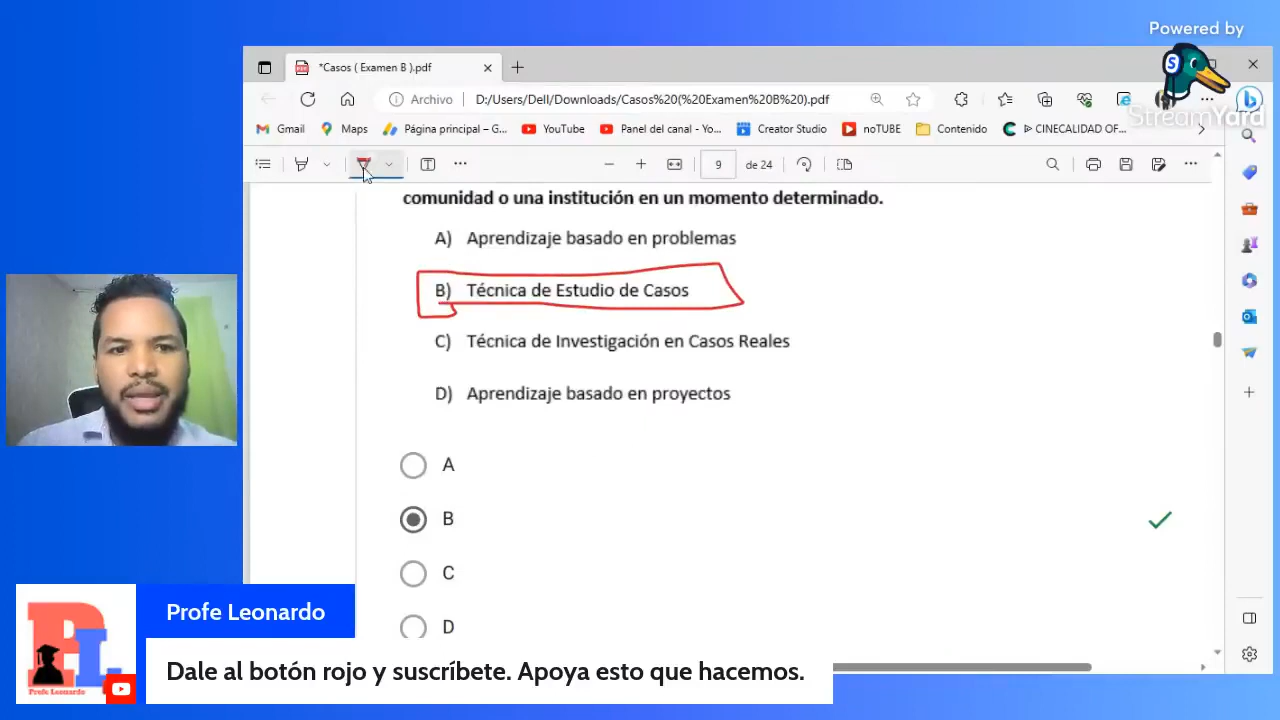 Powered by
StreamYard
*Casos ( Examen B ).pdf
Archivo D:/Users/Dell/Downloads/Casos%20(%20Examen%20B%20).pdf
Gmail Maps Página principal – G... YouTube Panel del canal - Yo... Creator Studio noTUBE Contenido ▷ CINECALIDAD OF...
9 de 24
comunidad o una institución en un momento determinado.
A) Aprendizaje basado en problemas
B) Técnica de Estudio de Casos
C) Técnica de Investigación en Casos Reales
D) Aprendizaje basado en proyectos
A
B
C
D
Profe Leonardo
Dale al botón rojo y suscríbete. Apoya esto que hacemos.
Profe Leonardo